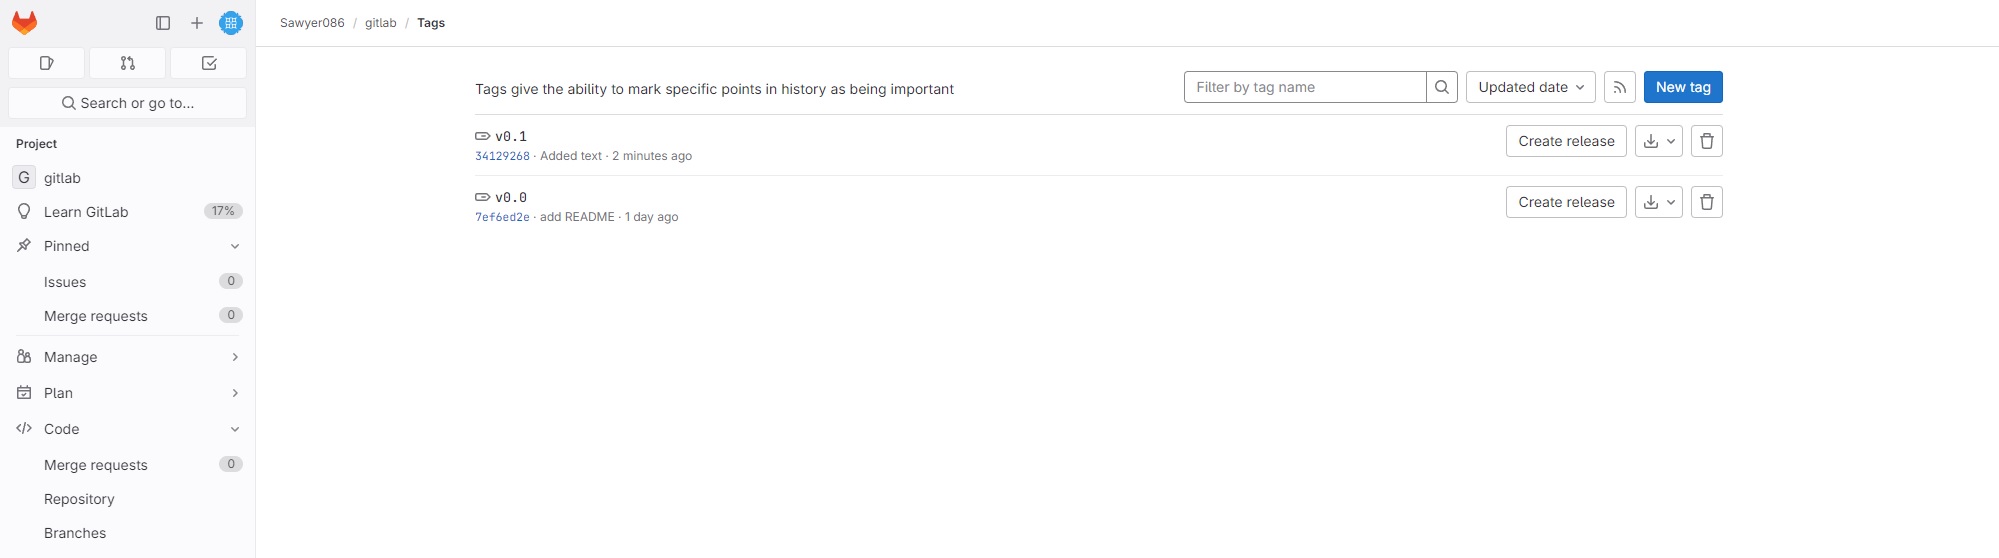 Sawyer086 / gitlab / Tags
Search or go to...
Project
G gitlab
Learn GitLab 17%
Pinned
Issues 0
Merge requests 0
Manage
Plan
Code
Merge requests 0
Repository
Branches
Tags give the ability to mark specific points in history as being important
Filter by tag name
Updated date
New tag
v0.1
34129268 · Added text · 2 minutes ago
Create release
v0.0
7ef6ed2e · add README · 1 day ago
Create release